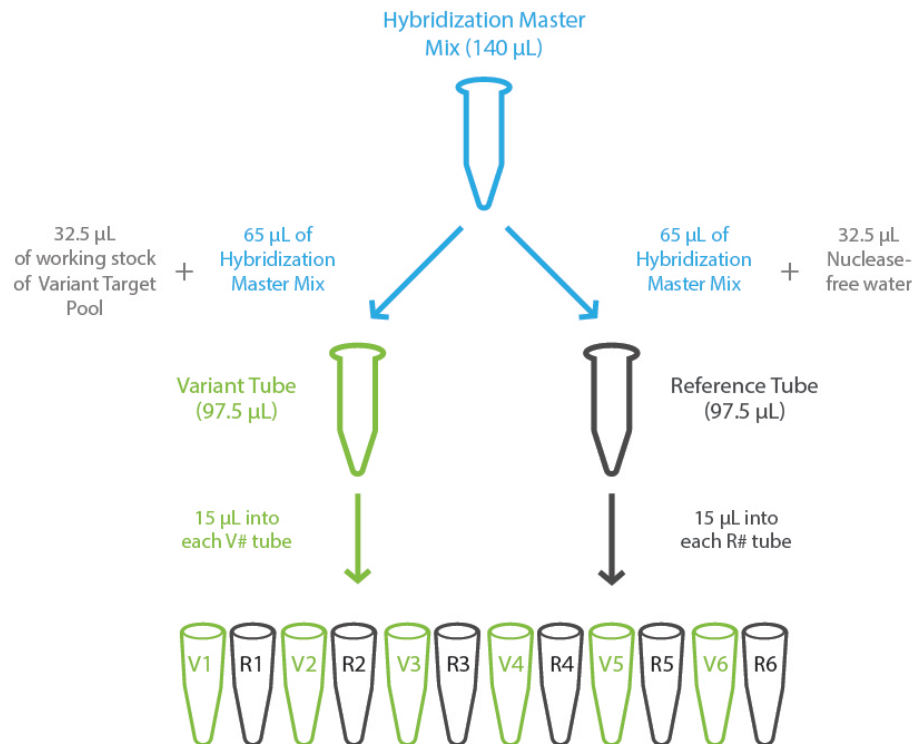 Hybridization Master
Mix (140 μL)
32.5 μL
of working stock
of Variant Target
Pool
+
65 μL of
Hybridization
Master Mix
65 μL of
Hybridization
Master Mix
+
32.5 μL
Nuclease-
free water
Variant Tube
(97.5 μL)
Reference Tube
(97.5 μL)
15 μL into
each V# tube
15 μL into
each R# tube
V1 R1 V2 R2 V3 R3 V4 R4 V5 R5 V6 R6